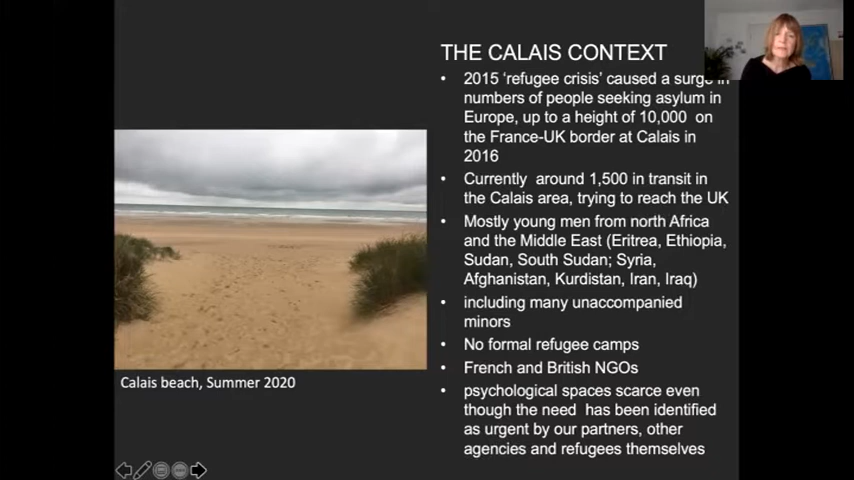 THE CALAIS CONTEXT
• 2015 ‘refugee crisis’ caused a surge in
numbers of people seeking asylum in
Europe, up to a height of 10,000 on
the France-UK border at Calais in
2016
• Currently around 1,500 in transit in
the Calais area, trying to reach the UK
• Mostly young men from north Africa
and the Middle East (Eritrea, Ethiopia,
Sudan, South Sudan; Syria,
Afghanistan, Kurdistan, Iran, Iraq)
• including many unaccompanied
minors
• No formal refugee camps
• French and British NGOs
• psychological spaces scarce even
though the need has been identified
as urgent by our partners, other
agencies and refugees themselves
Calais beach, Summer 2020